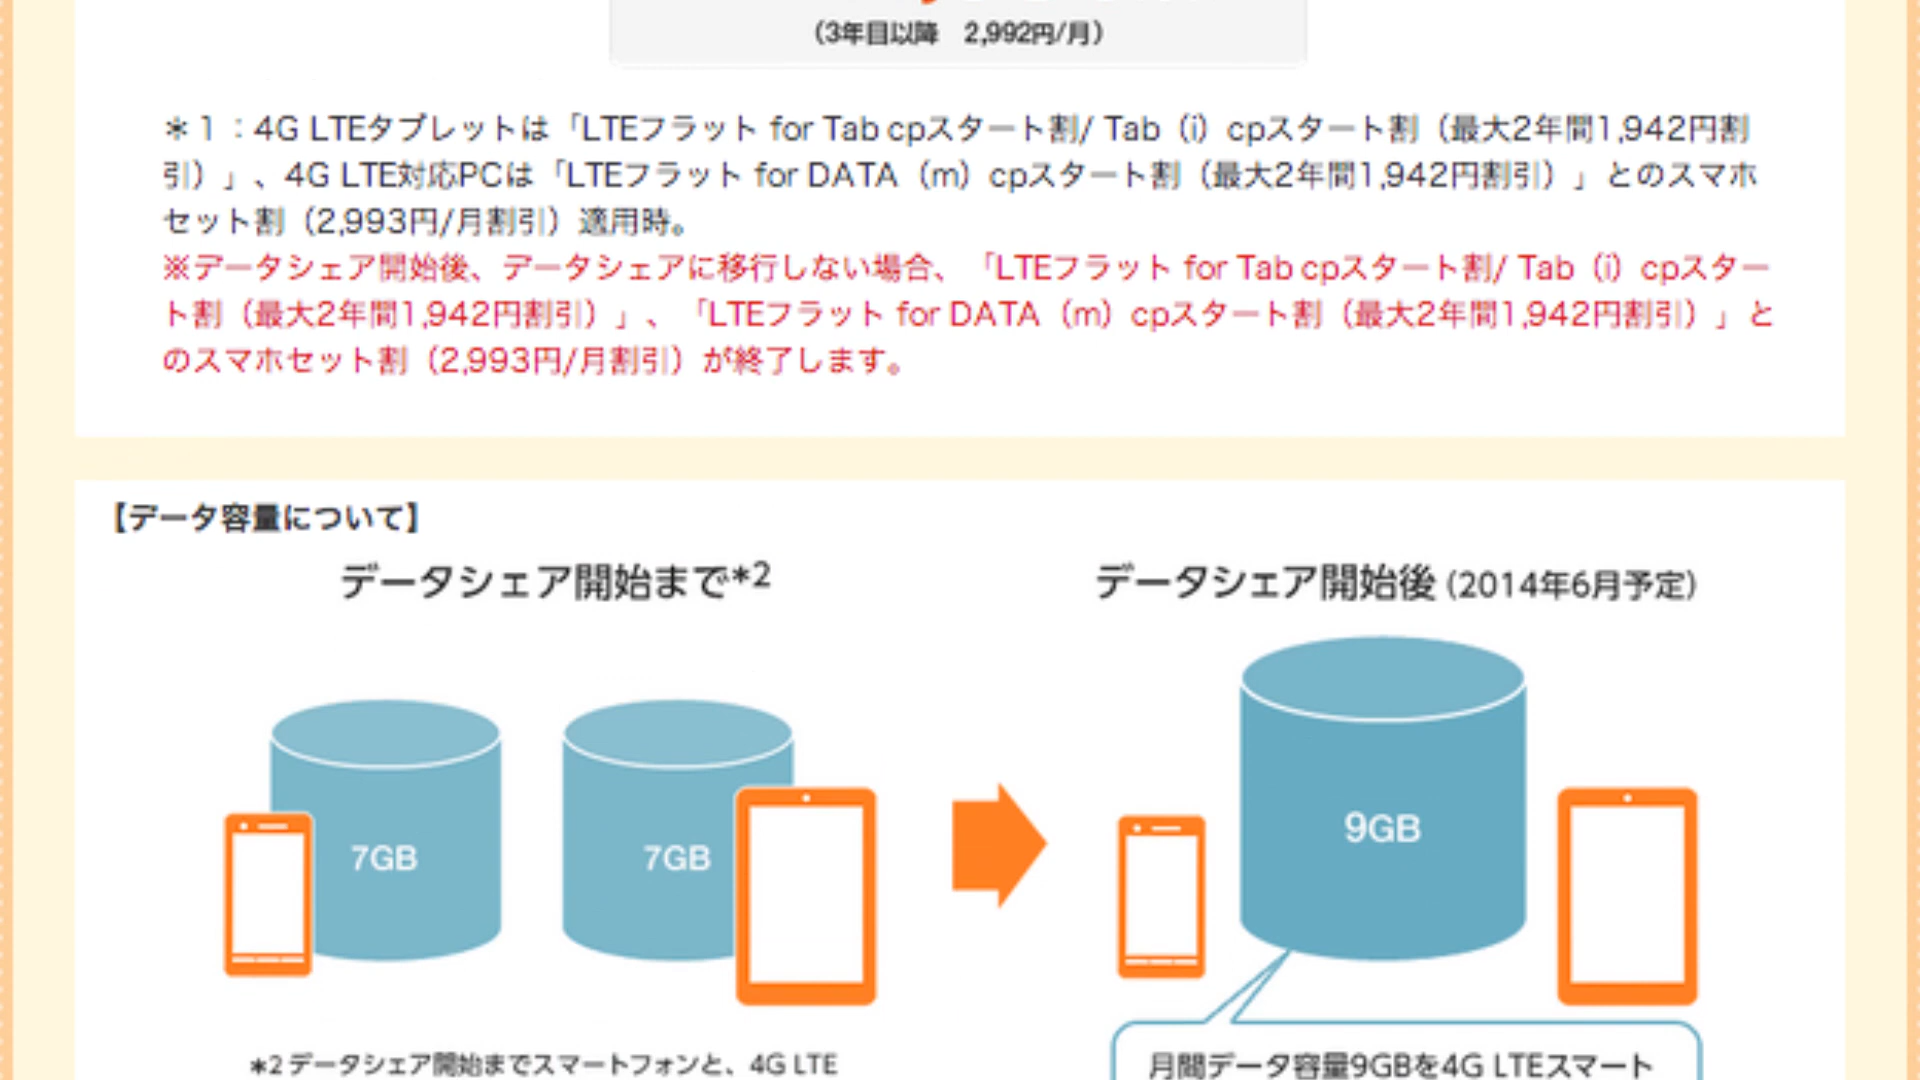 （3年目以降　2,992円/月）
＊1：4G LTEタブレットは「LTEフラット for Tab cpスタート割/ Tab（i）cpスタート割（最大2年間1,942円割
引）」、4G LTE対応PCは「LTEフラット for DATA（m）cpスタート割（最大2年間1,942円割引）」とのスマホ
セット割（2,993円/月割引）適用時。
※データシェア開始後、データシェアに移行しない場合、「LTEフラット for Tab cpスタート割/ Tab（i）cpスター
ト割（最大2年間1,942円割引）」、「LTEフラット for DATA（m）cpスタート割（最大2年間1,942円割引）」と
のスマホセット割（2,993円/月割引）が終了します。
【データ容量について】
データシェア開始まで*2
データシェア開始後 (2014年6月予定)
7GB
7GB
9GB
*2 データシェア開始までスマートフォンと、4G LTE
月間データ容量9GBを4G LTEスマート